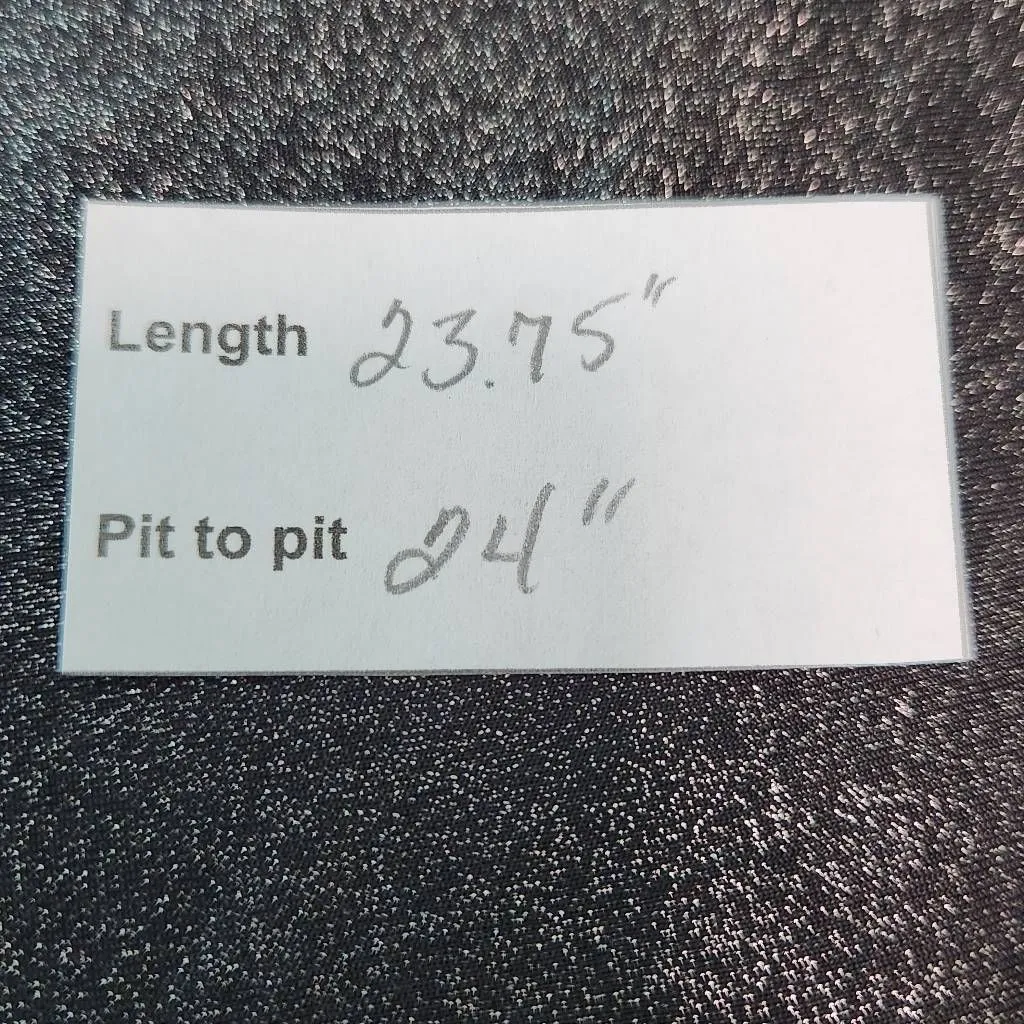 Length 23.75"
Pit to pit 24"